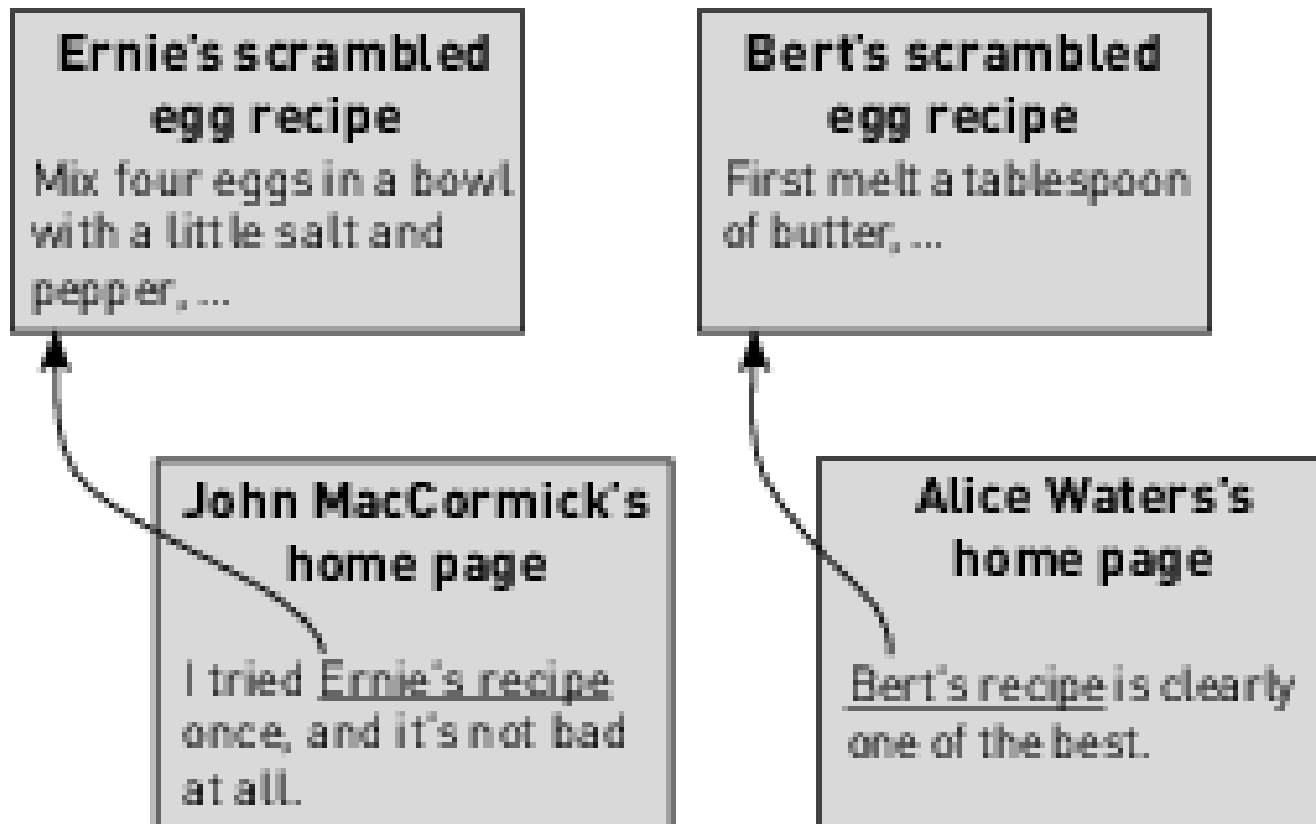 Ernie's scrambled
egg recipe
Mix four eggs in a bowl
with a little salt and
pepper, ...
Bert's scrambled
egg recipe
First melt a tablespoon
of butter, ...
John MacCormick's
home page
I tried Ernie's recipe
once, and it's not bad
at all.
Alice Waters's
home page
Bert's recipe is clearly
one of the best.